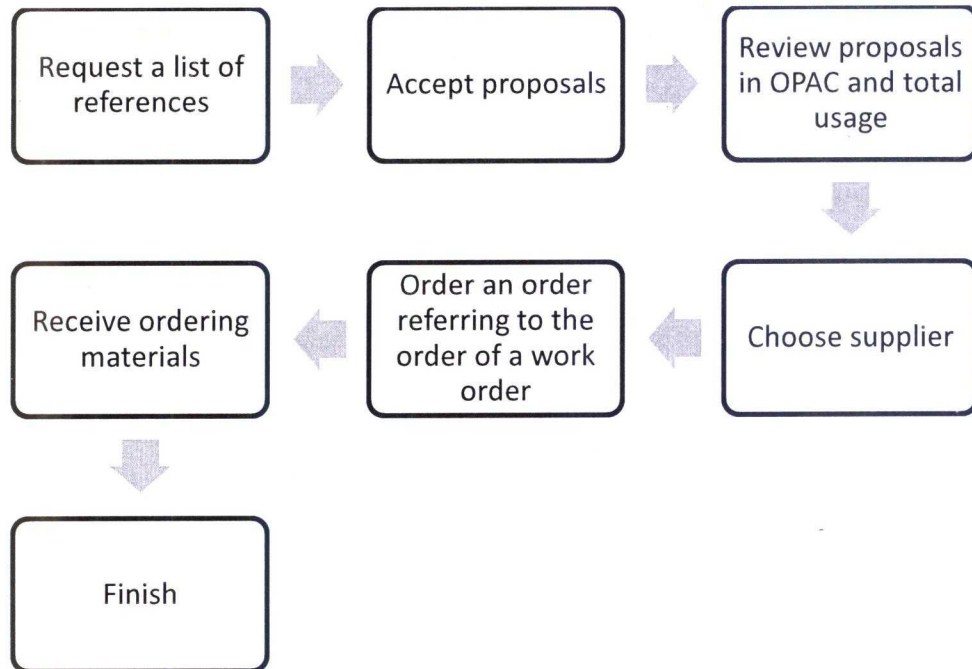 Request a list of
references
Accept proposals
Review proposals
in OPAC and total
usage
Choose supplier
Order an order
referring to the
order of a work
order
Receive ordering
materials
Finish